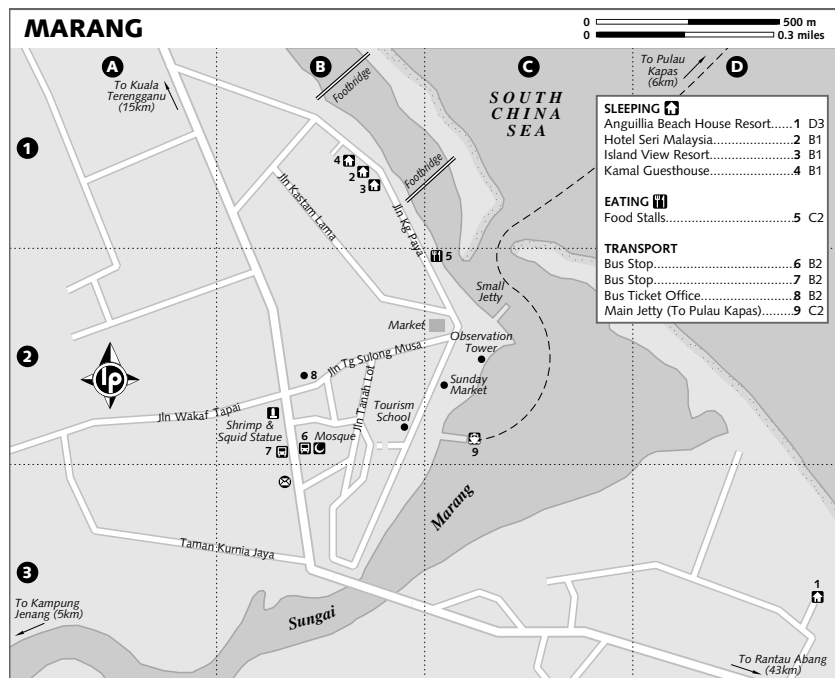 MARANG
0 500 m
0 0.3 miles
A
B
C
D
1
2
3
To Kuala
Terengganu
(15km)
Footbridge
SOUTH
CHINA
SEA
To Pulau
Kapas
(6km)
SLEEPING
Anguillia Beach House Resort......1 D3
Hotel Seri Malaysia......2 B1
Island View Resort......3 B1
Kamal Guesthouse......4 B1
EATING
Food Stalls......5 C2
TRANSPORT
Bus Stop......6 B2
Bus Stop......7 B2
Bus Ticket Office......8 B2
Main Jetty (To Pulau Kapas)......9 C2
4
2
3
Footbridge
Jln Kastam Lama
Jln Kg Paya
5
Small
Jetty
Market
Observation
Tower
Jln Tg Sulong Musa
lp
8
Sunday
Market
Jln Tanah Lot
Jln Wakaf Tapai
Tourism
School
Shrimp &
Squid Statue
6
Mosque
7
9
Marang
Taman Kurnia Jaya
To Kampung
Jenang (5km)
Sungai
1
To Rantau Abang
(43km)